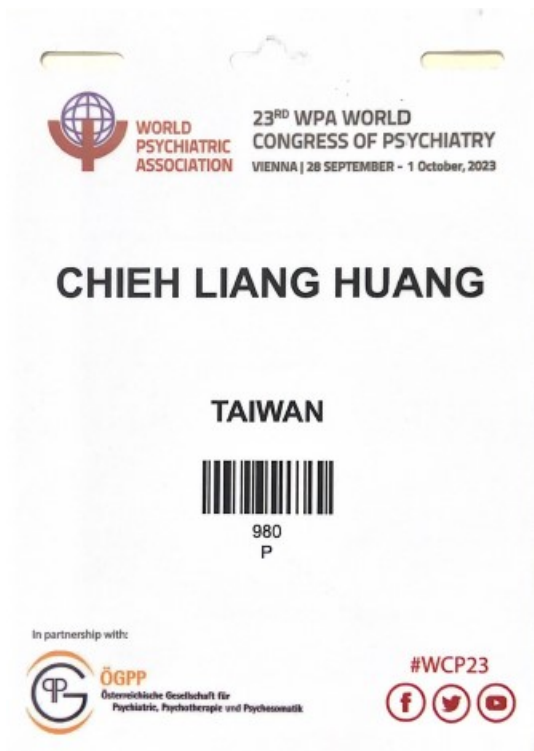 WORLD
PSYCHIATRIC
ASSOCIATION
23RD WPA WORLD
CONGRESS OF PSYCHIATRY
VIENNA | 28 SEPTEMBER - 1 October, 2023
CHIEH LIANG HUANG
TAIWAN
980
P
In partnership with:
ÖGPP
Österreichische Gesellschaft für
Psychiatrie, Psychotherapie und Psychosomatik
#WCP23